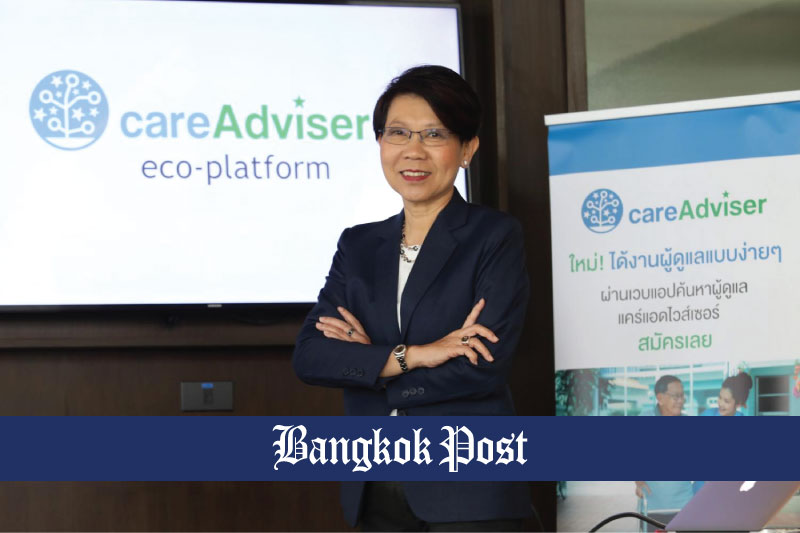 careAdviser
eco-platform
careAdviser
ใหม่! ได้งานผู้ดูแลแบบง่ายๆ
ผ่านเวบแอปค้นหาผู้ดูแล
แคร์แอดไวส์เซอร์
สมัครเลย
Bangkok Post